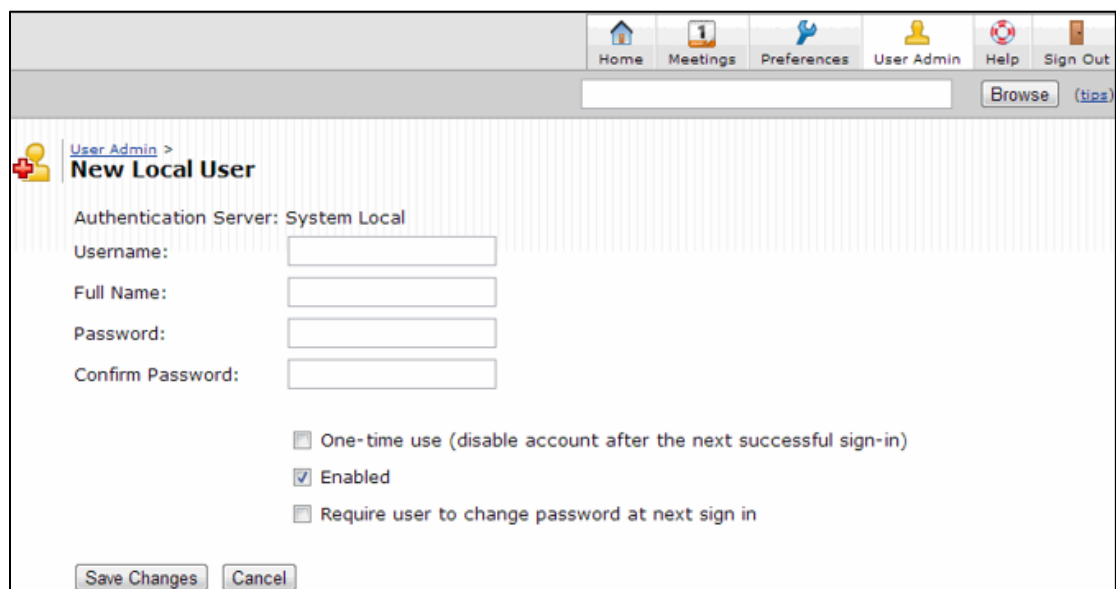 1
Home Meetings Preferences User Admin Help Sign Out
Browse (tips)
User Admin >
New Local User
Authentication Server: System Local
Username:
Full Name:
Password:
Confirm Password:
One-time use (disable account after the next successful sign-in)
Enabled
Require user to change password at next sign in
Save Changes Cancel